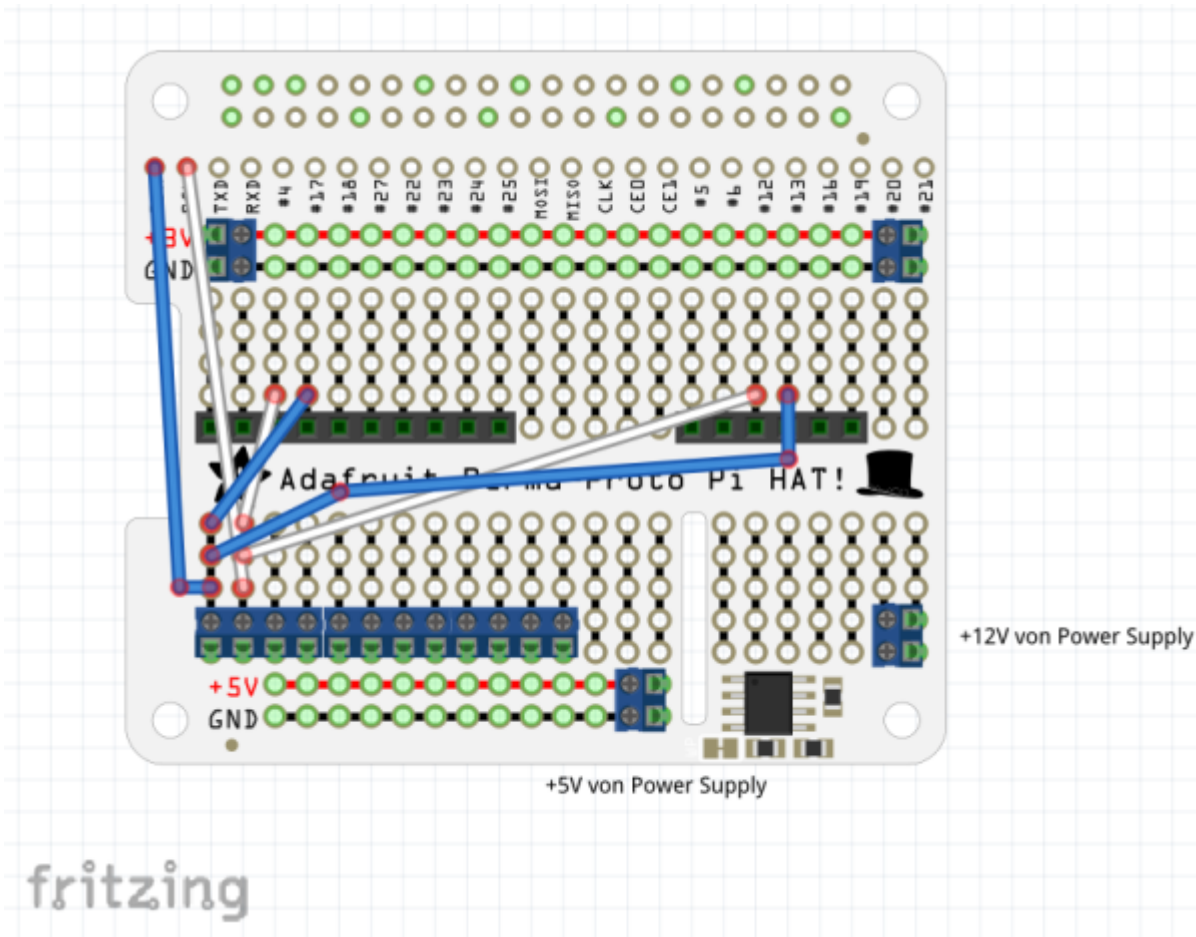 TXD
RXD
#4
#17
#18
#27
#22
#23
#24
#25
MOSI
MISO
CLK
CE0
CE1
#5
#6
#12
#13
#16
#19
#20
#21
GND
Adafruit Perma Proto Pi HAT!
+12V von Power Supply
+5V
GND
+5V von Power Supply
fritzing